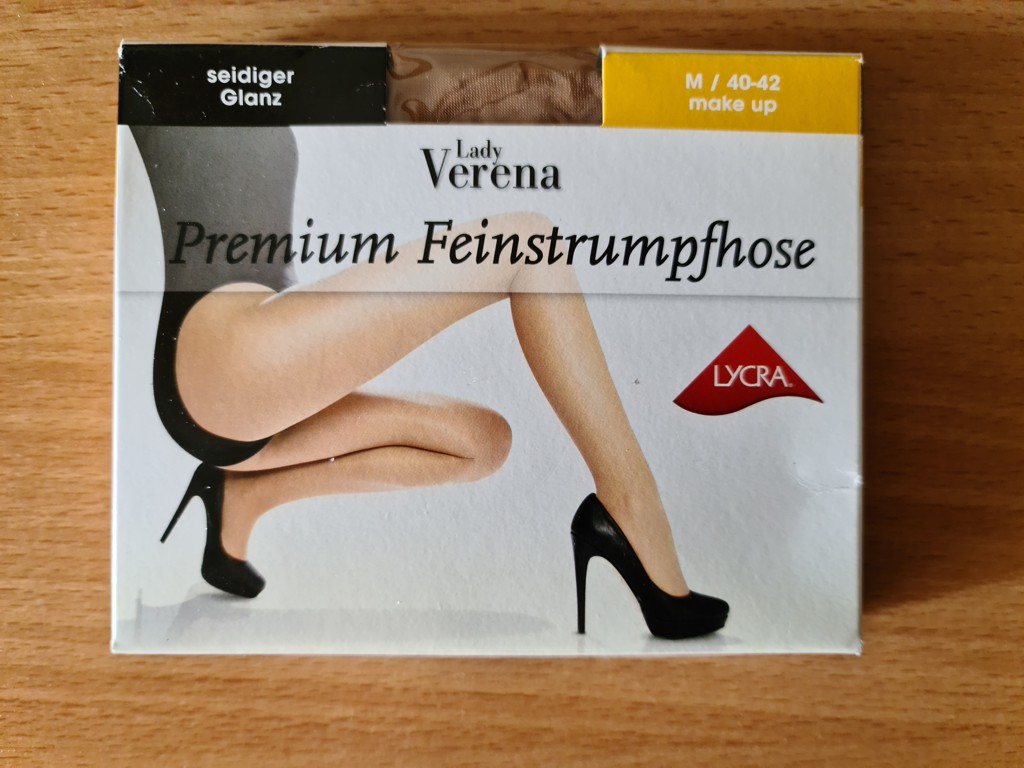 seidiger
Glanz
M / 40-42
make up
Lady
Verena
Premium Feinstrumpfhose
LYCRA®